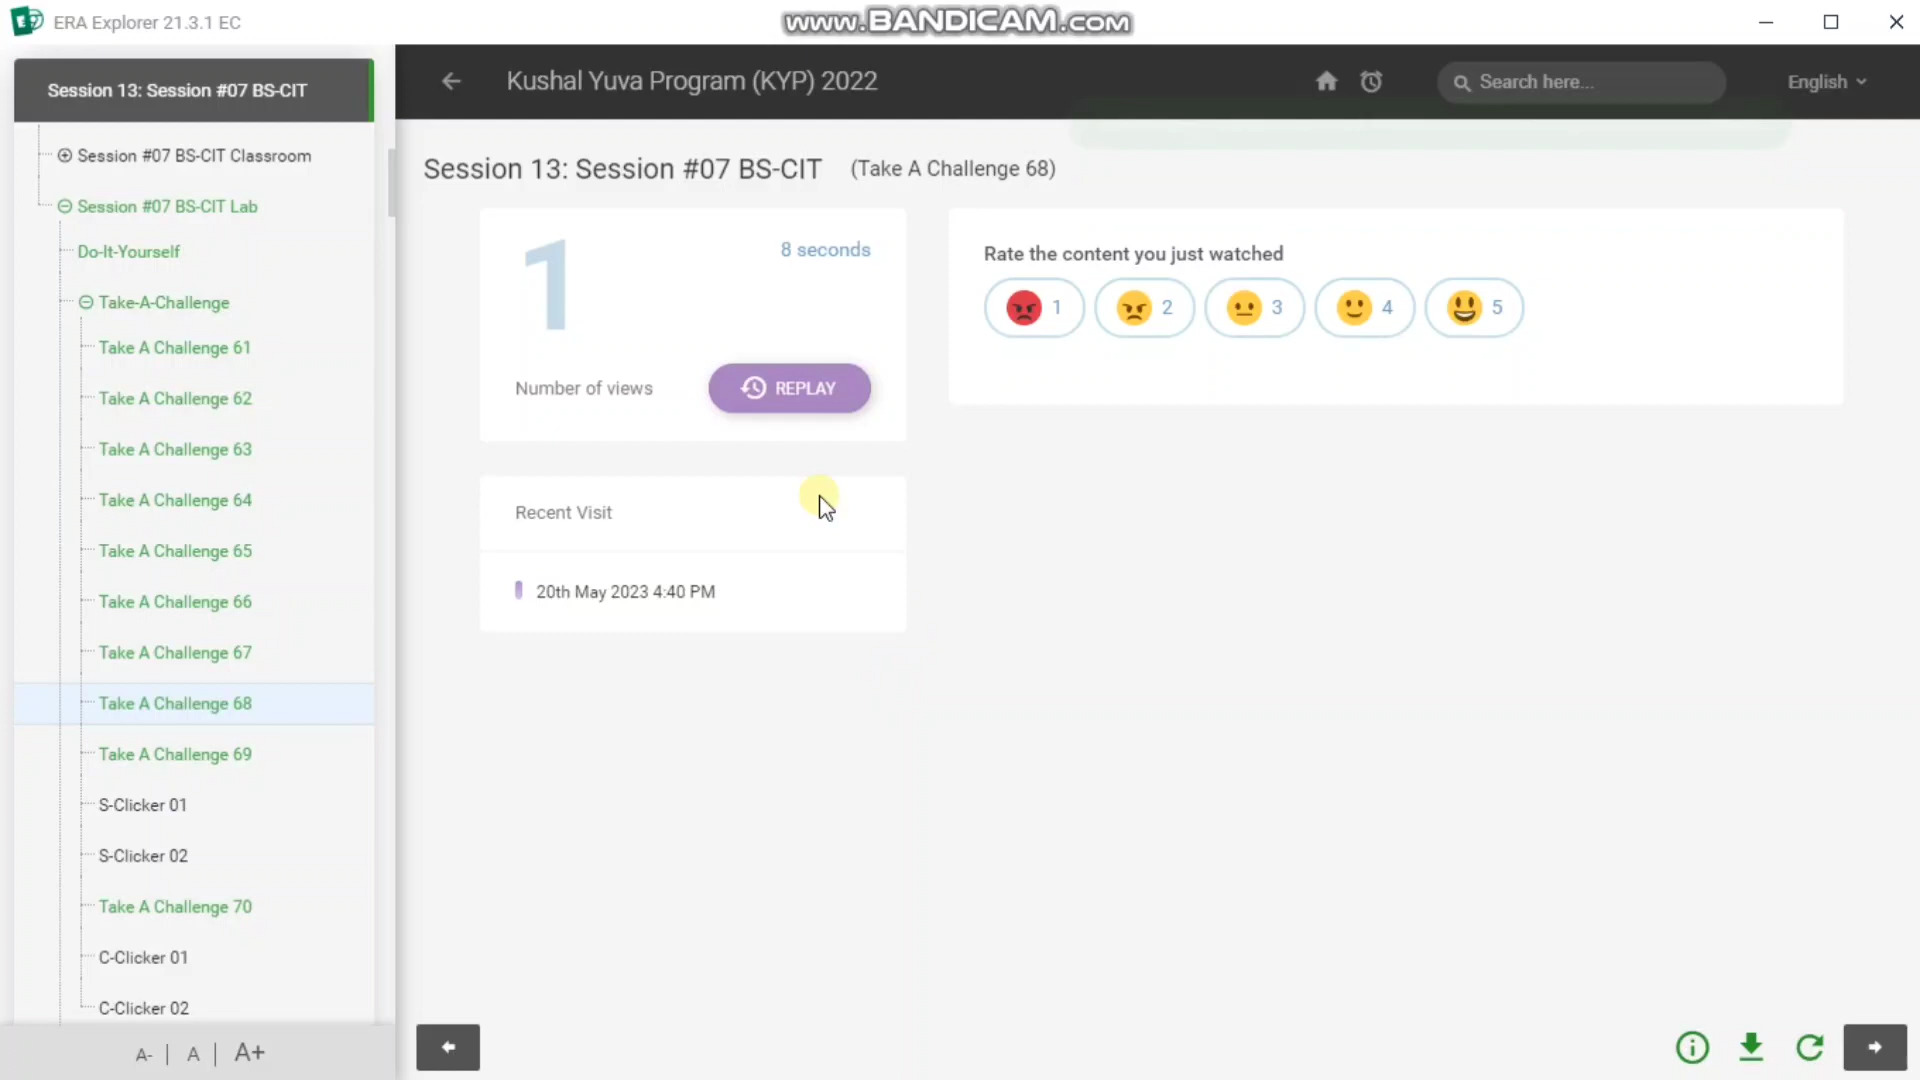 ERA Explorer 21.3.1 EC
www.BANDICAM.com
Session 13: Session #07 BS-CIT
Kushal Yuva Program (KYP) 2022
Search here...
English
Session #07 BS-CIT Classroom
Session #07 BS-CIT Lab
Do-It-Yourself
Take-A-Challenge
Take A Challenge 61
Take A Challenge 62
Take A Challenge 63
Take A Challenge 64
Take A Challenge 65
Take A Challenge 66
Take A Challenge 67
Take A Challenge 68
Take A Challenge 69
S-Clicker 01
S-Clicker 02
Take A Challenge 70
C-Clicker 01
C-Clicker 02
A- | A | A+
Session 13: Session #07 BS-CIT (Take A Challenge 68)
1
8 seconds
Number of views
REPLAY
Recent Visit
20th May 2023 4:40 PM
Rate the content you just watched
1 2 3 4 5